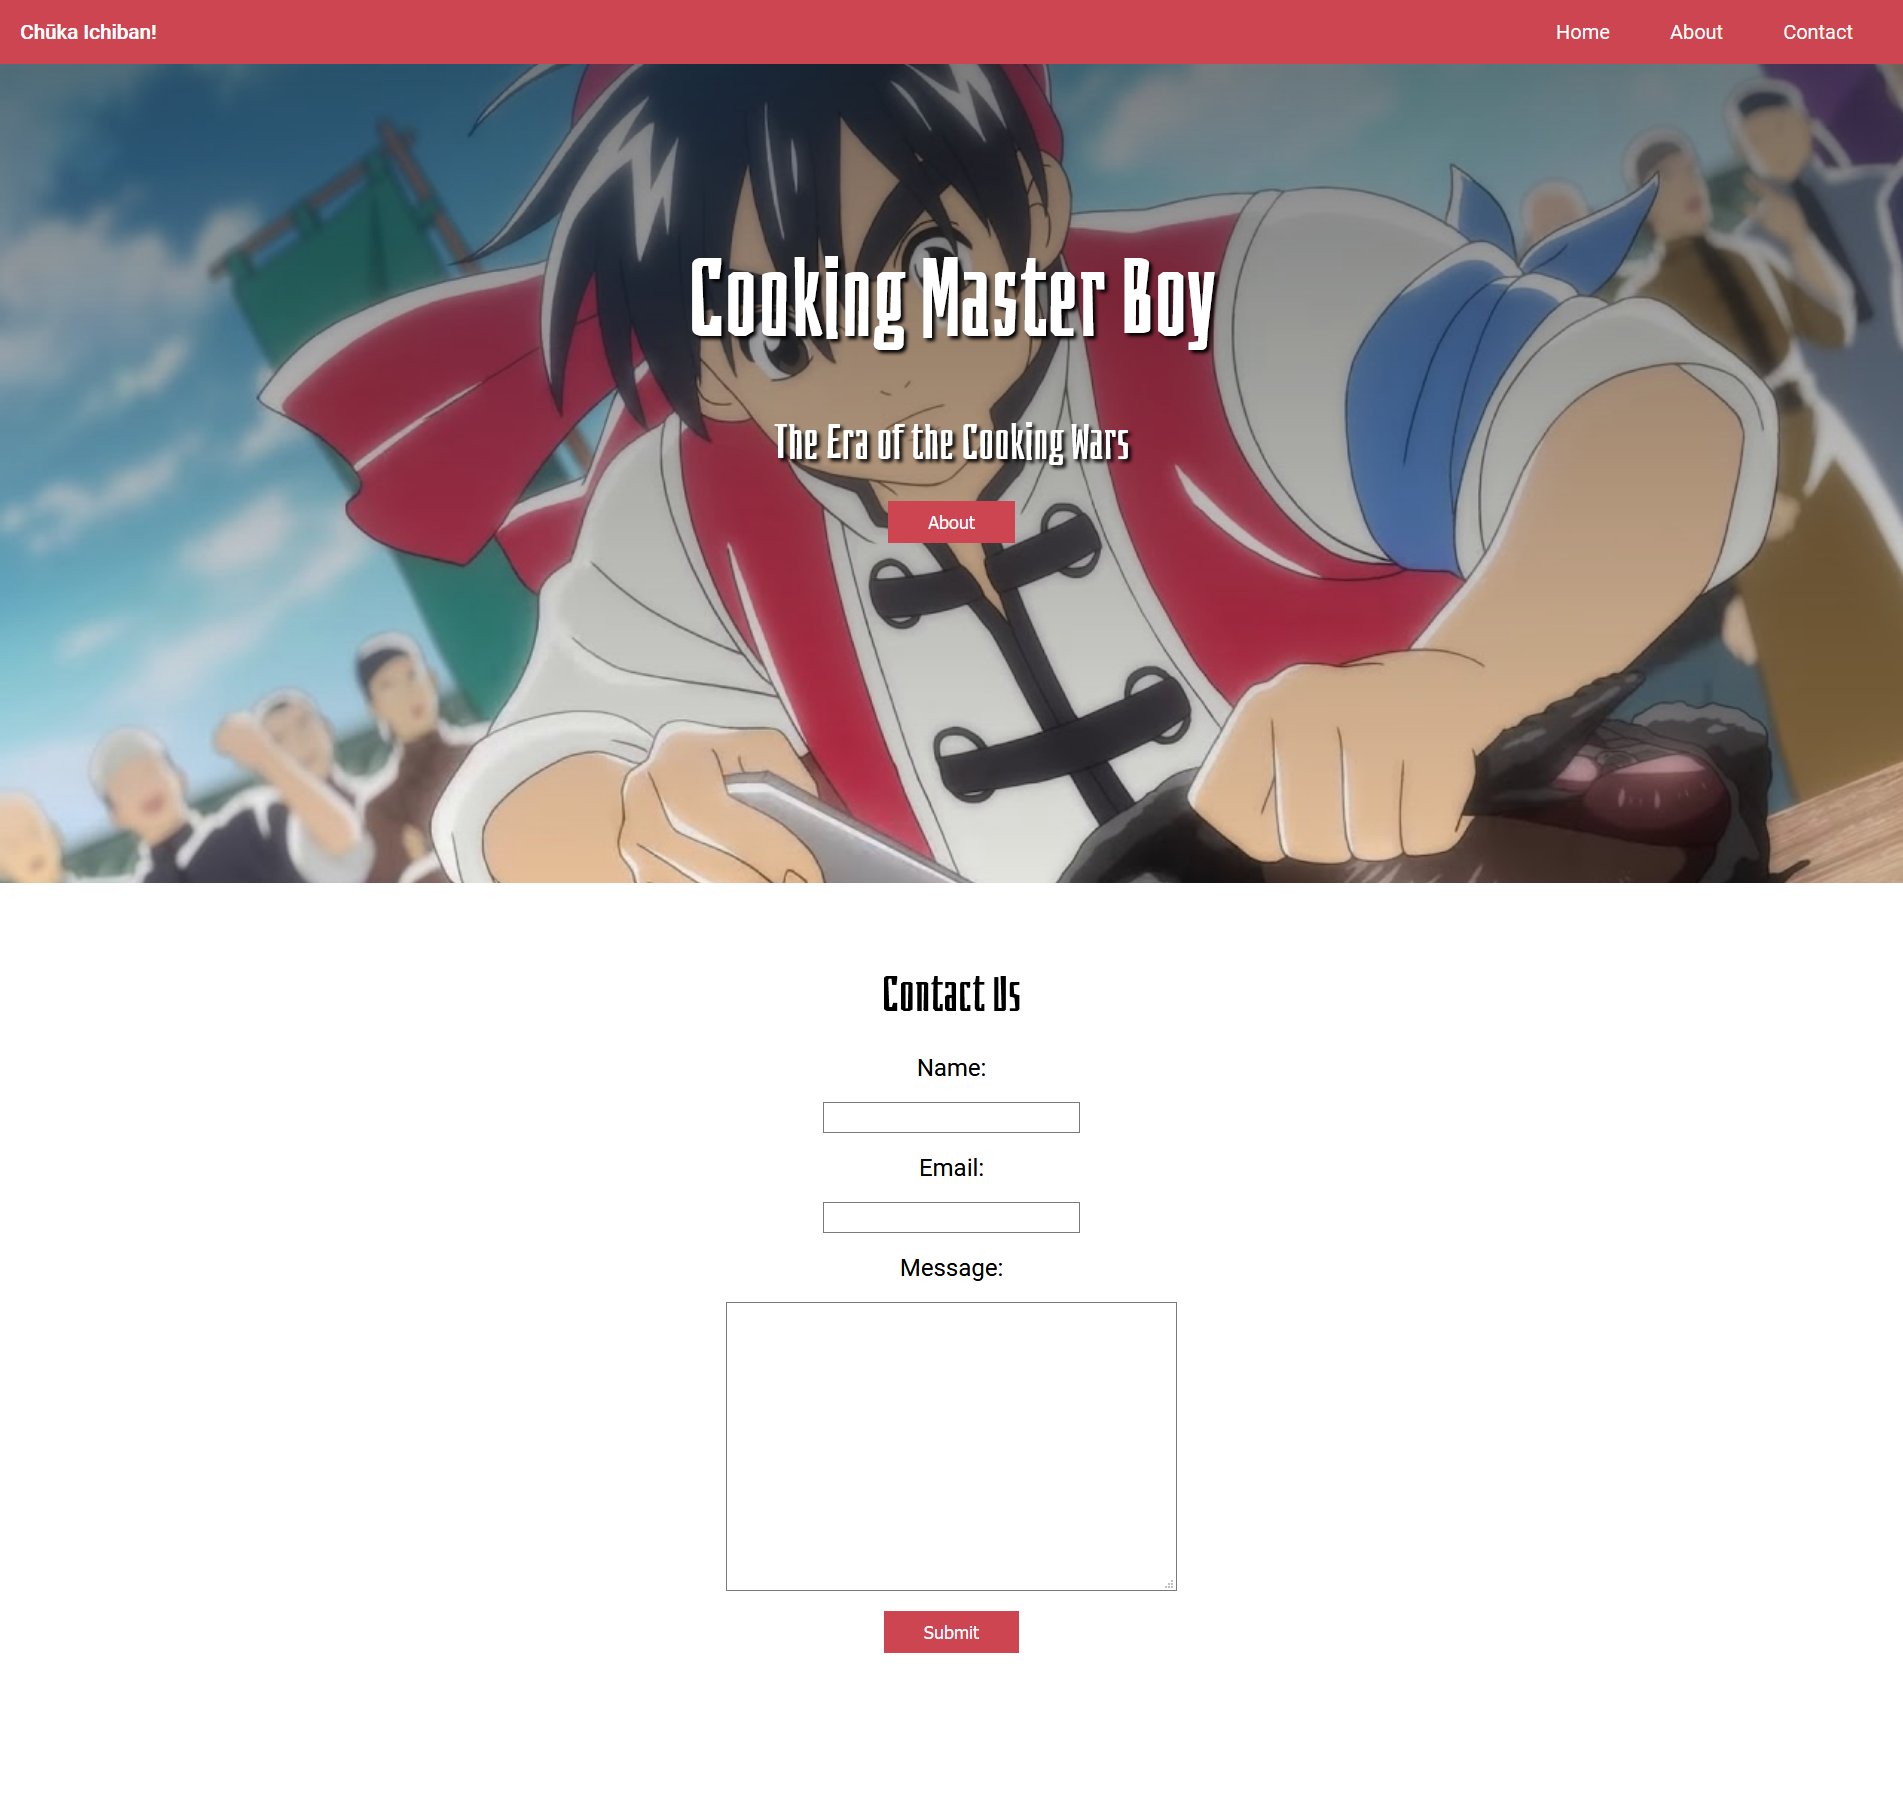 Chūka Ichiban!
Home About Contact
Cooking Master Boy
The Era of the Cooking Wars
About
Contact Us
Name:
Email:
Message:
Submit